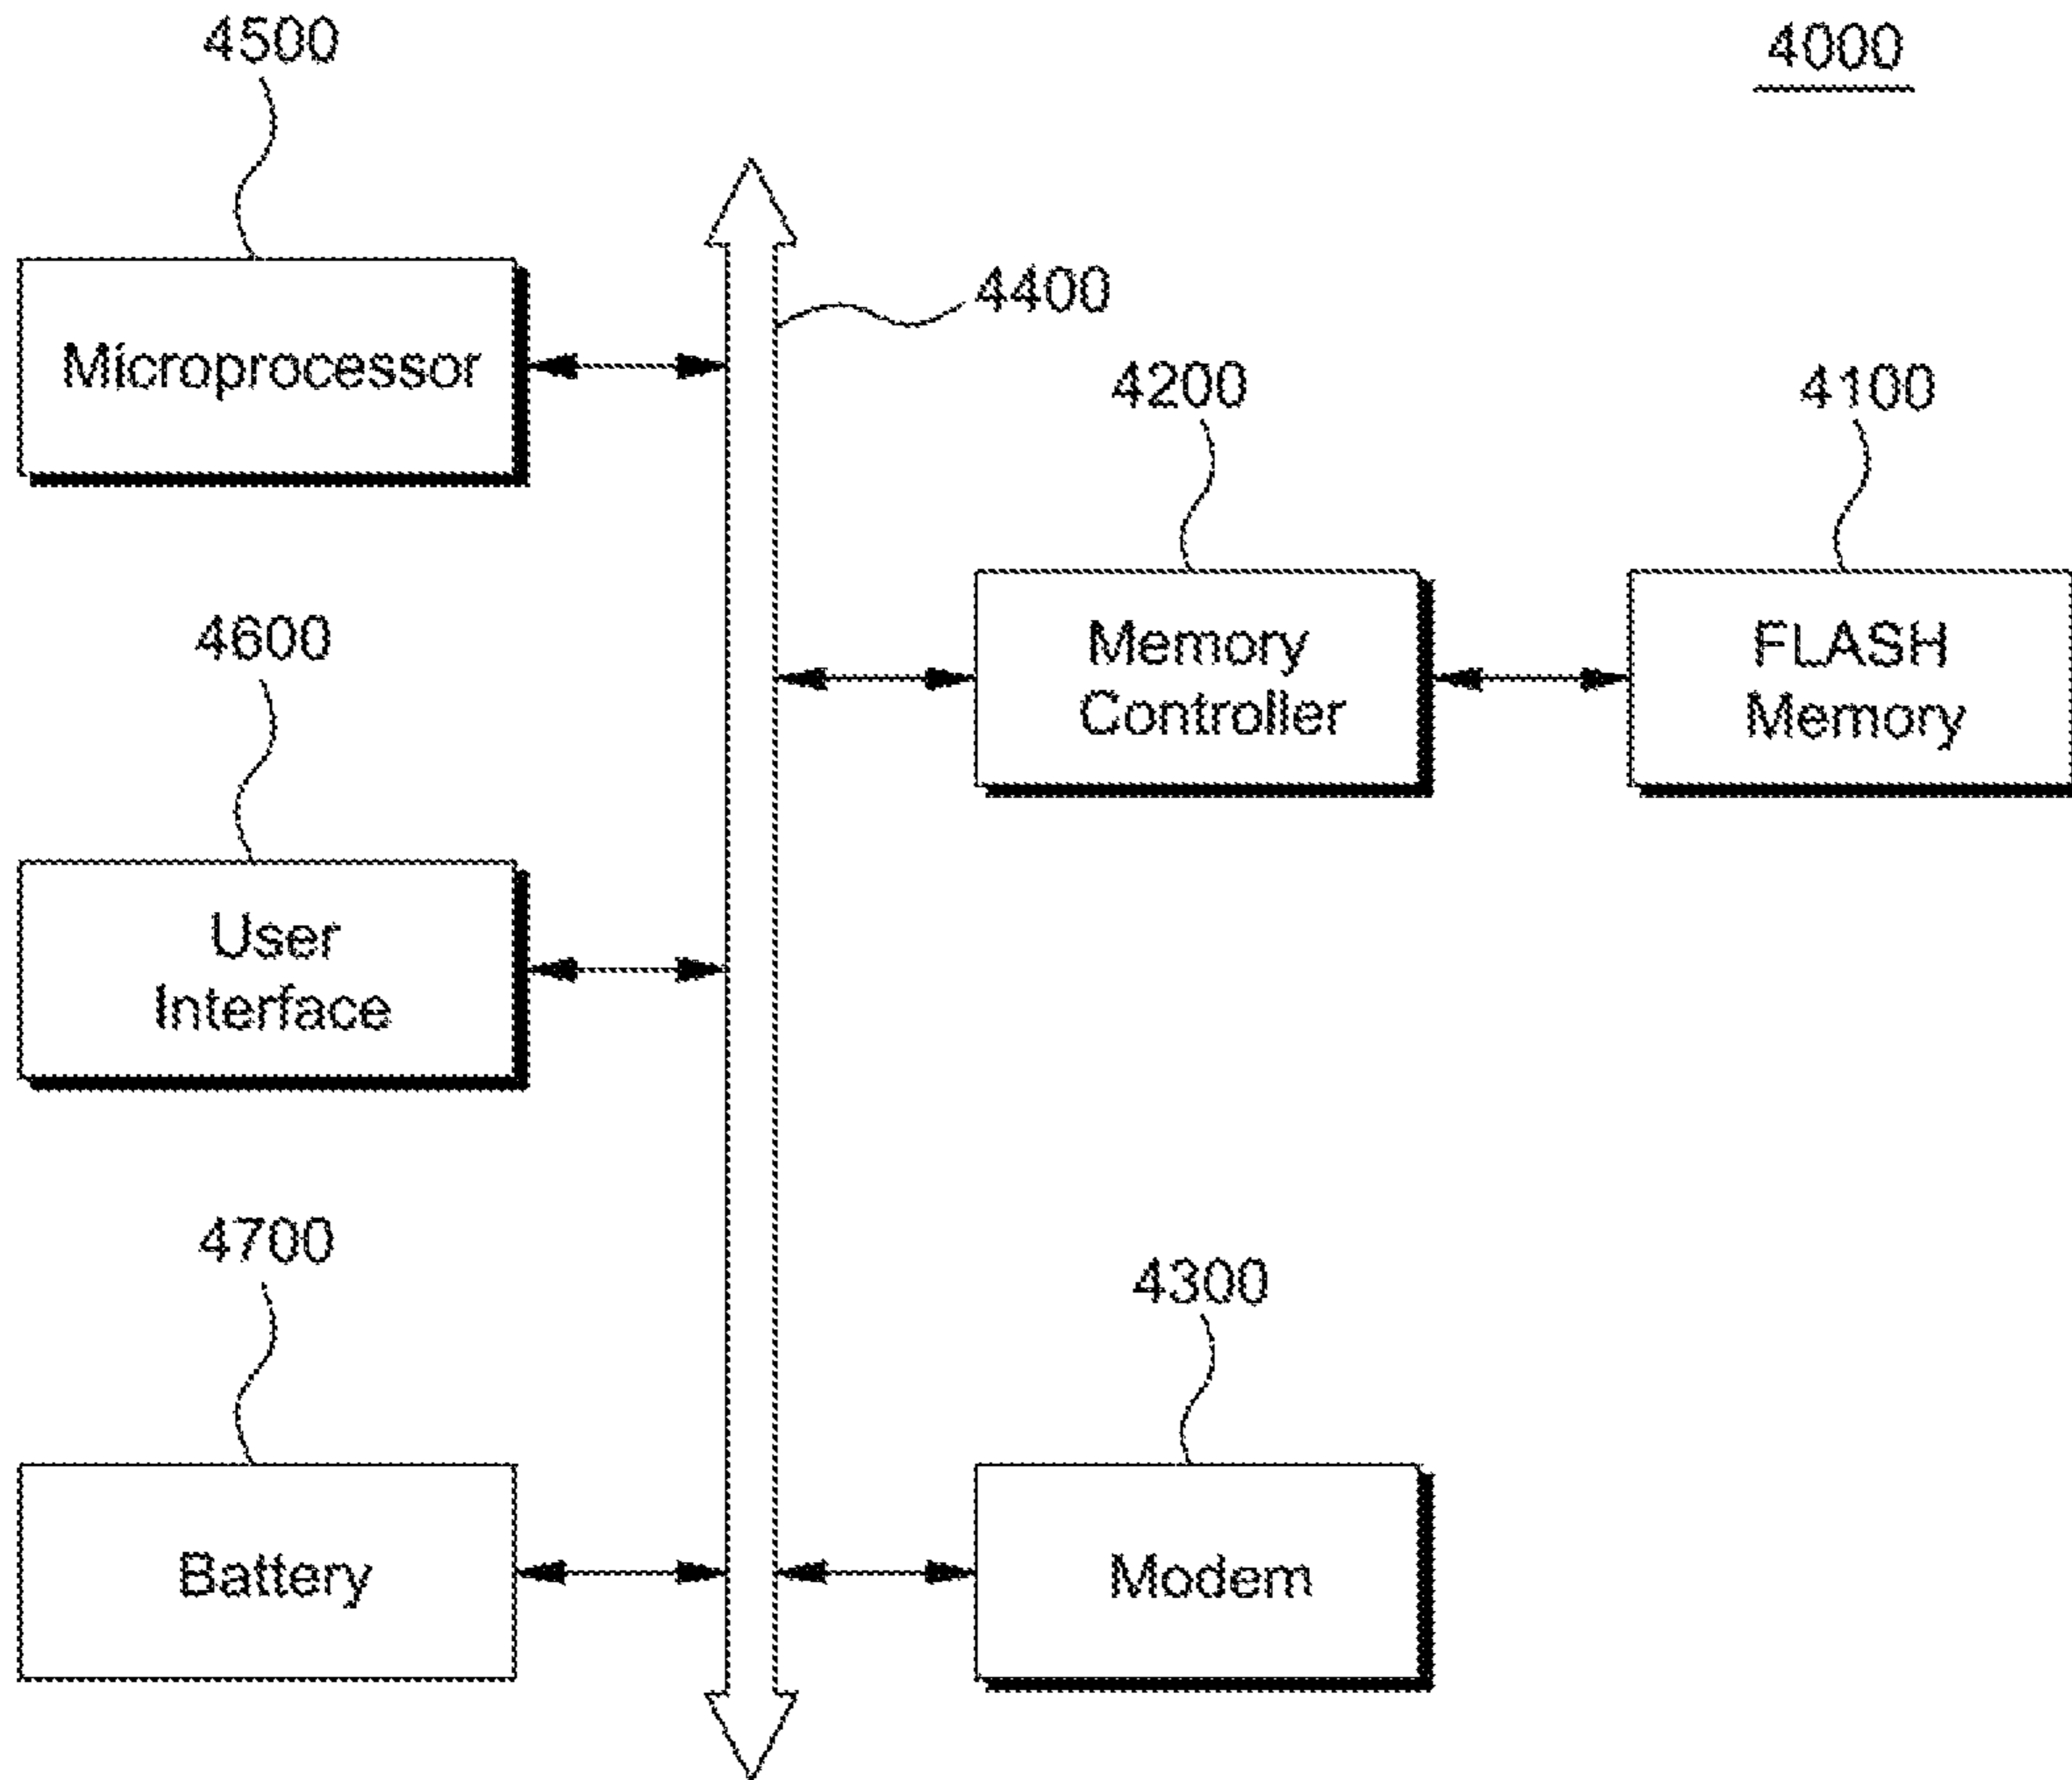 4500
4000
Microprocessor
4400
4200
4100
Memory
Controller
FLASH
Memory
4600
User
Interface
4700
4300
Battery
Modem